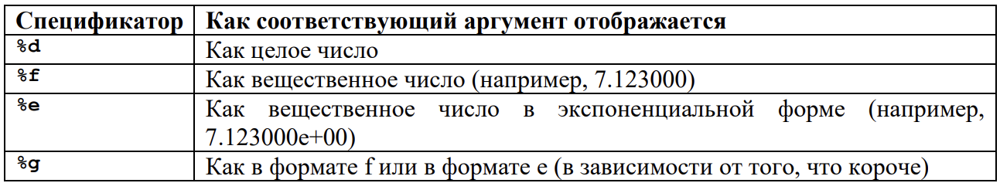 Спецификатор Как соответствующий аргумент отображается
%d Как целое число
%f Как вещественное число (например, 7.123000)
%e Как вещественное число в экспоненциальной форме (например,
7.123000e+00)
%g Как в формате f или в формате e (в зависимости от того, что короче)